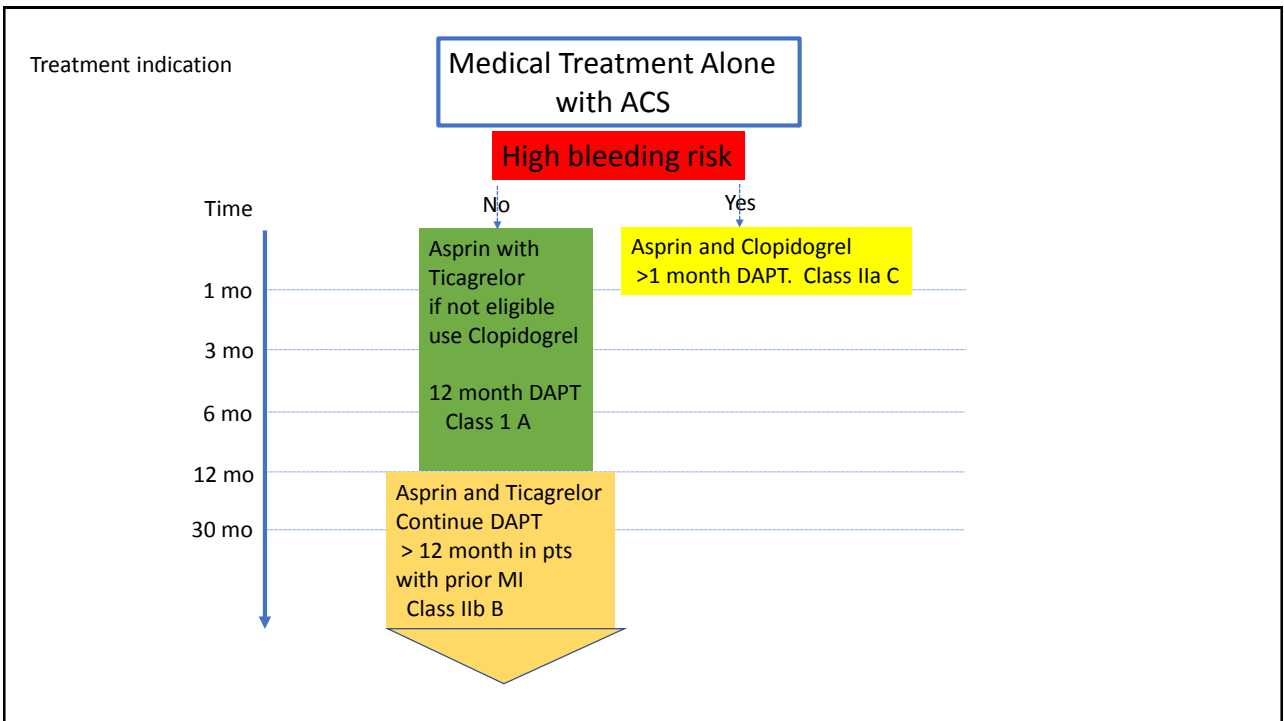 Treatment indication
Medical Treatment Alone
with ACS
High bleeding risk
Time
No
Yes
Asprin with
Ticagrelor
if not eligible
use Clopidogrel
12 month DAPT
Class 1 A
Asprin and Clopidogrel
>1 month DAPT.  Class IIa C
1 mo
3 mo
6 mo
12 mo
30 mo
Asprin and Ticagrelor
Continue DAPT
> 12 month in pts
with prior MI
Class IIb B